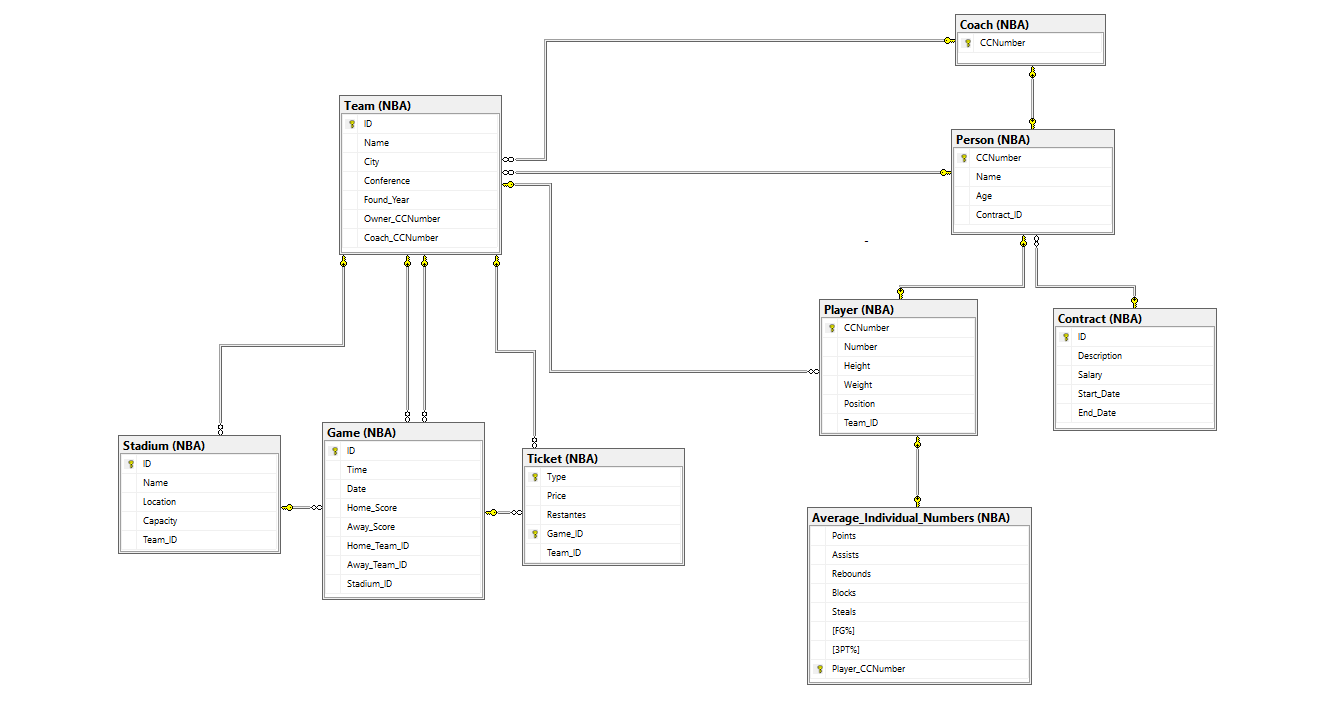 Coach (NBA)
CCNumber
Team (NBA)
ID
Name
City
Conference
Found_Year
Owner_CCNumber
Coach_CCNumber
Person (NBA)
CCNumber
Name
Age
Contract_ID
-
Player (NBA)
CCNumber
Number
Height
Weight
Position
Team_ID
Contract (NBA)
ID
Description
Salary
Start_Date
End_Date
Stadium (NBA)
ID
Name
Location
Capacity
Team_ID
Game (NBA)
ID
Time
Date
Home_Score
Away_Score
Home_Team_ID
Away_Team_ID
Stadium_ID
Ticket (NBA)
Type
Price
Restantes
Game_ID
Team_ID
Average_Individual_Numbers (NBA)
Points
Assists
Rebounds
Blocks
Steals
[FG%]
[3PT%]
Player_CCNumber